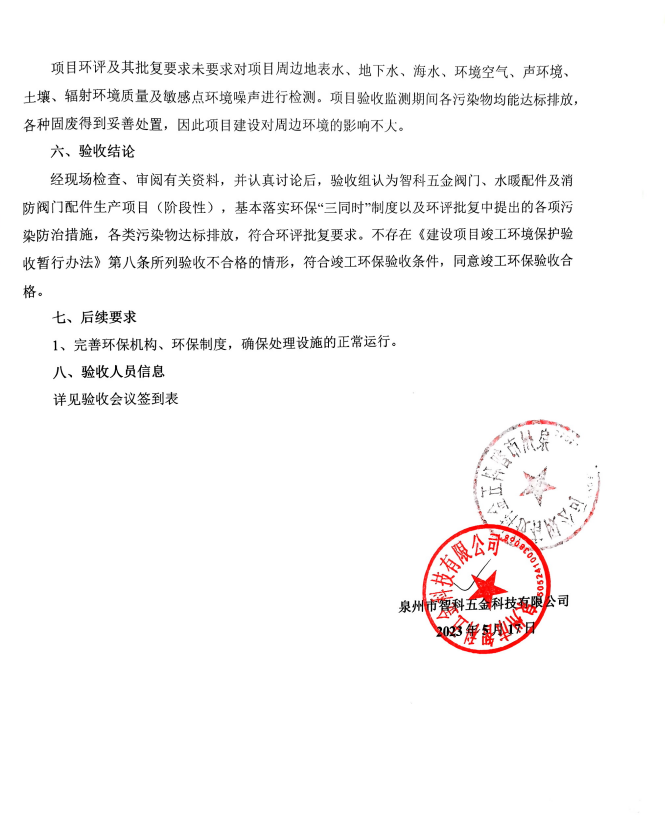 项目环评及其批复要求未要求对项目周边地表水、地下水、海水、环境空气、声环境、
土壤、辐射环境质量及敏感点环境噪声进行检测。项目验收监测期间各污染物均能达标排放，
各种固废得到妥善处置，因此项目建设对周边环境的影响不大。
六、验收结论
经现场检查、审阅有关资料，并认真讨论后，验收组认为智科五金阀门、水暖配件及消
防阀门配件生产项目（阶段性），基本落实环保“三同时”制度以及环评批复中提出的各项污
染防治措施，各类污染物达标排放，符合环评批复要求。不存在《建设项目竣工环境保护验
收暂行办法》第八条所列验收不合格的情形，符合竣工环保验收条件，同意竣工环保验收合
格。
七、后续要求
1、完善环保机构、环保制度，确保处理设施的正常运行。
八、验收人员信息
详见验收会议签到表
泉州市智科五金科技有限公司
泉州市智科五金科技有限公司
2023 年 5 月 17 日